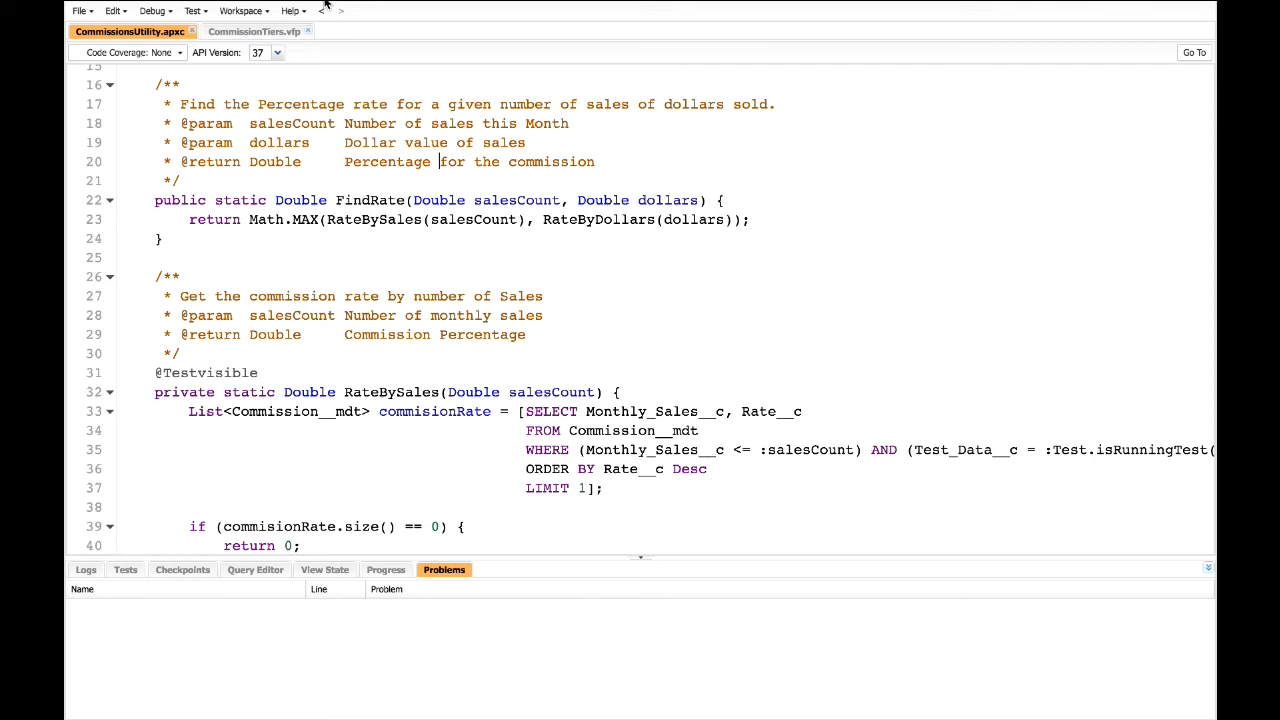 File Edit Debug Test Workspace Help < >
CommissionsUtility.apxc CommissionTiers.vfp
Code Coverage: None API Version: 37 Go To
15
16 /**
17 * Find the Percentage rate for a given number of sales of dollars sold.
18 * @param salesCount Number of sales this Month
19 * @param dollars Dollar value of sales
20 * @return Double Percentage for the commission
21 */
22 public static Double FindRate(Double salesCount, Double dollars) {
23 return Math.MAX(RateBySales(salesCount), RateByDollars(dollars));
24 }
25
26 /**
27 * Get the commission rate by number of Sales
28 * @param salesCount Number of monthly sales
29 * @return Double Commission Percentage
30 */
31 @Testvisible
32 private static Double RateBySales(Double salesCount) {
33 List<Commission__mdt> commisionRate = [SELECT Monthly_Sales__c, Rate__c
34 FROM Commission__mdt
35 WHERE (Monthly_Sales__c <= :salesCount) AND (Test_Data__c = :Test.isRunningTest(
36 ORDER BY Rate__c Desc
37 LIMIT 1];
38
39 if (commisionRate.size() == 0) {
40 return 0;
Logs Tests Checkpoints Query Editor View State Progress Problems
Name Line Problem